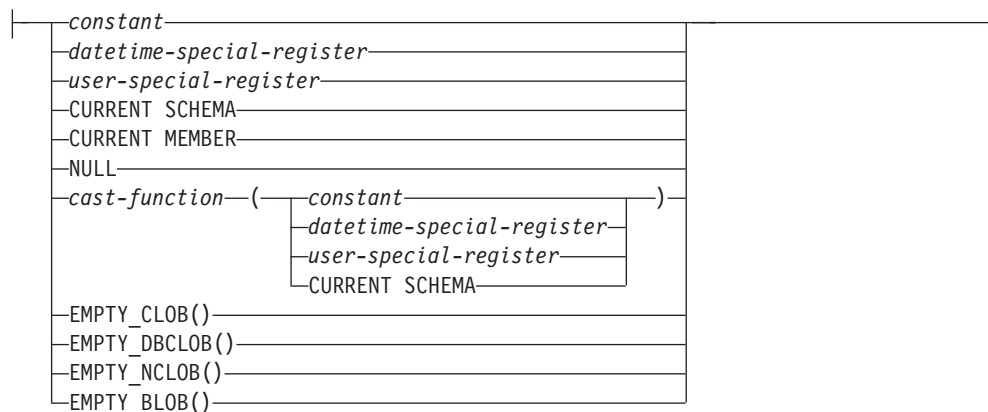 constant
datetime-special-register
user-special-register
CURRENT SCHEMA
CURRENT MEMBER
NULL
cast-function ( constant )
datetime-special-register
user-special-register
CURRENT SCHEMA
EMPTY_CLOB()
EMPTY_DBCLOB()
EMPTY_NCLOB()
EMPTY_BLOB()